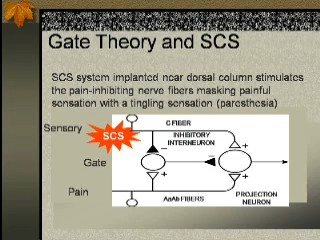 Gate Theory and SCS
SCS system implanted near dorsal column stimulates
the pain-inhibiting nerve fibers masking painful
sensation with a tingling sensation (paresthesia)
Sensory
SCS
C FIBER
INHIBITORY
INTERNEURON
Gate
Pain
AαAb FIBERS
PROJECTION
NEURON